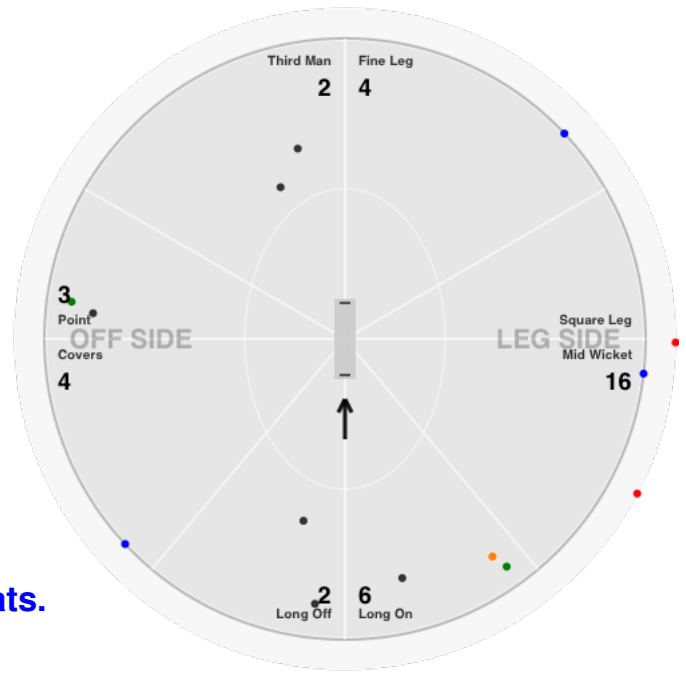 Third Man Fine Leg
2 4
3
Point Square Leg
OFF SIDE LEG SIDE
Covers Mid Wicket
4 16
ats.
2 6
Long Off Long On